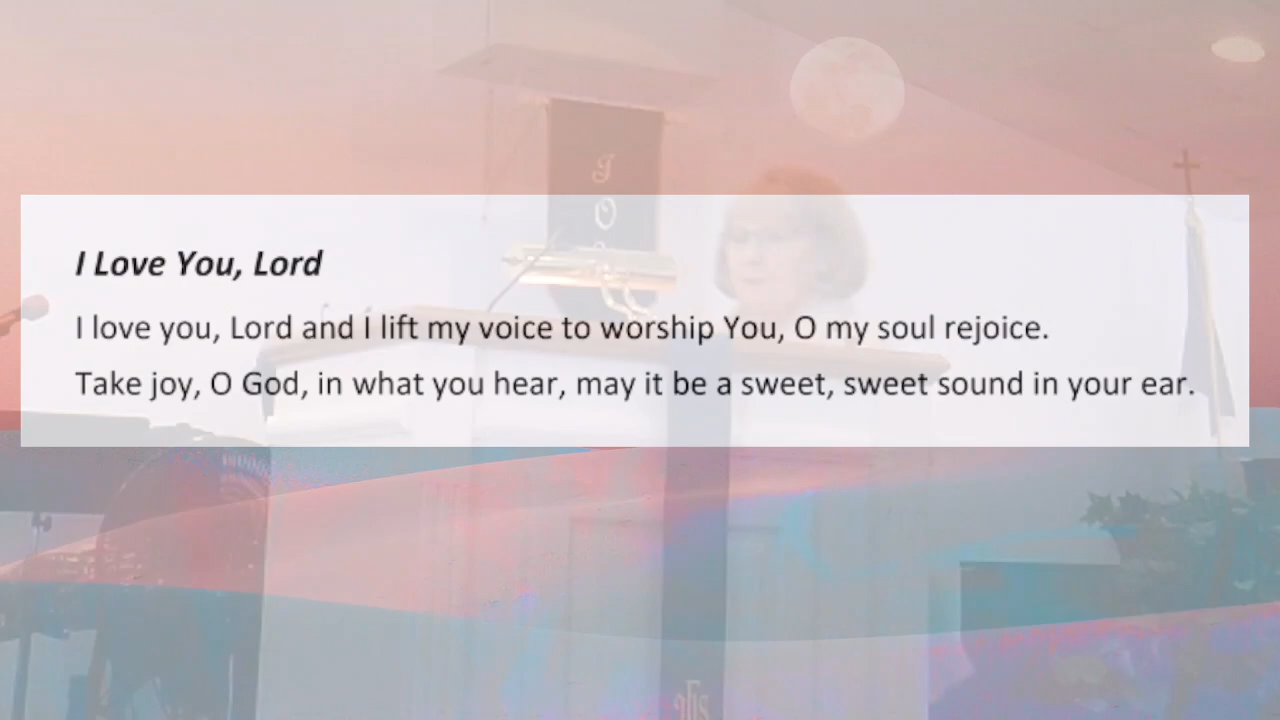 J
O
I Love You, Lord
I love you, Lord and I lift my voice to worship You, O my soul rejoice.
Take joy, O God, in what you hear, may it be a sweet, sweet sound in your ear.